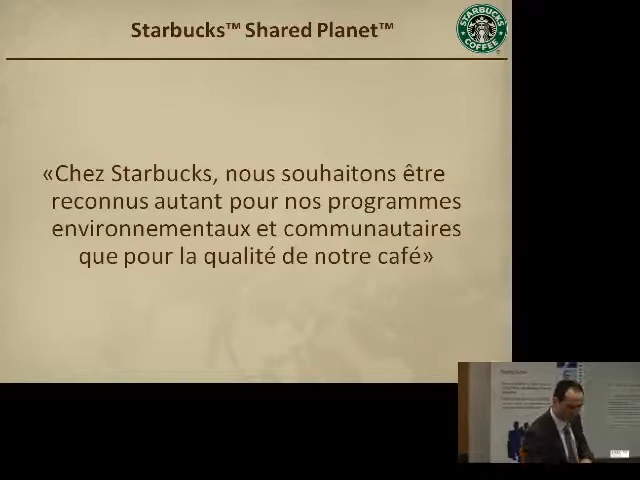 Starbucks™ Shared Planet™
STARBUCKS
COFFEE
«Chez Starbucks, nous souhaitons être
reconnus autant pour nos programmes
environnementaux et communautaires
que pour la qualité de notre café»